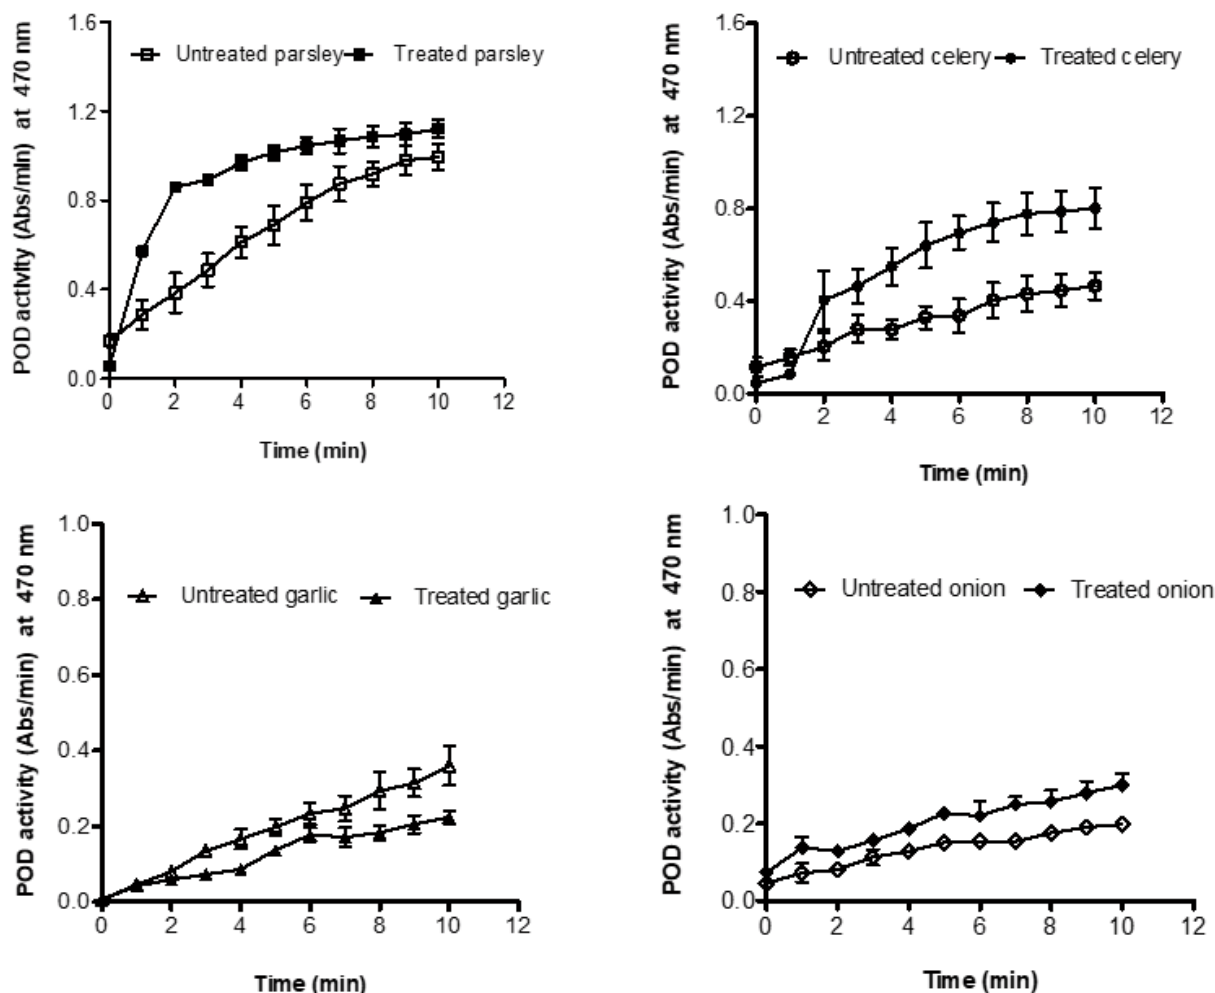 POD activity (Abs/min) at 470 nm
1.6
1.2
0.8
0.4
0.0
Untreated parsley
Treated parsley
0 2 4 6 8 10 12
Time (min)
POD activity (Abs/min) at 470 nm
1.6
1.2
0.8
0.4
0.0
Untreated celery
Treated celery
0 2 4 6 8 10 12
Time (min)
POD activity (Abs/min) at 470 nm
1.0
0.8
0.6
0.4
0.2
0.0
Untreated garlic
Treated garlic
0 2 4 6 8 10 12
Time (min)
POD activity (Abs/min) at 470 nm
1.0
0.8
0.6
0.4
0.2
0.0
Untreated onion
Treated onion
0 2 4 6 8 10 12
Time (min)